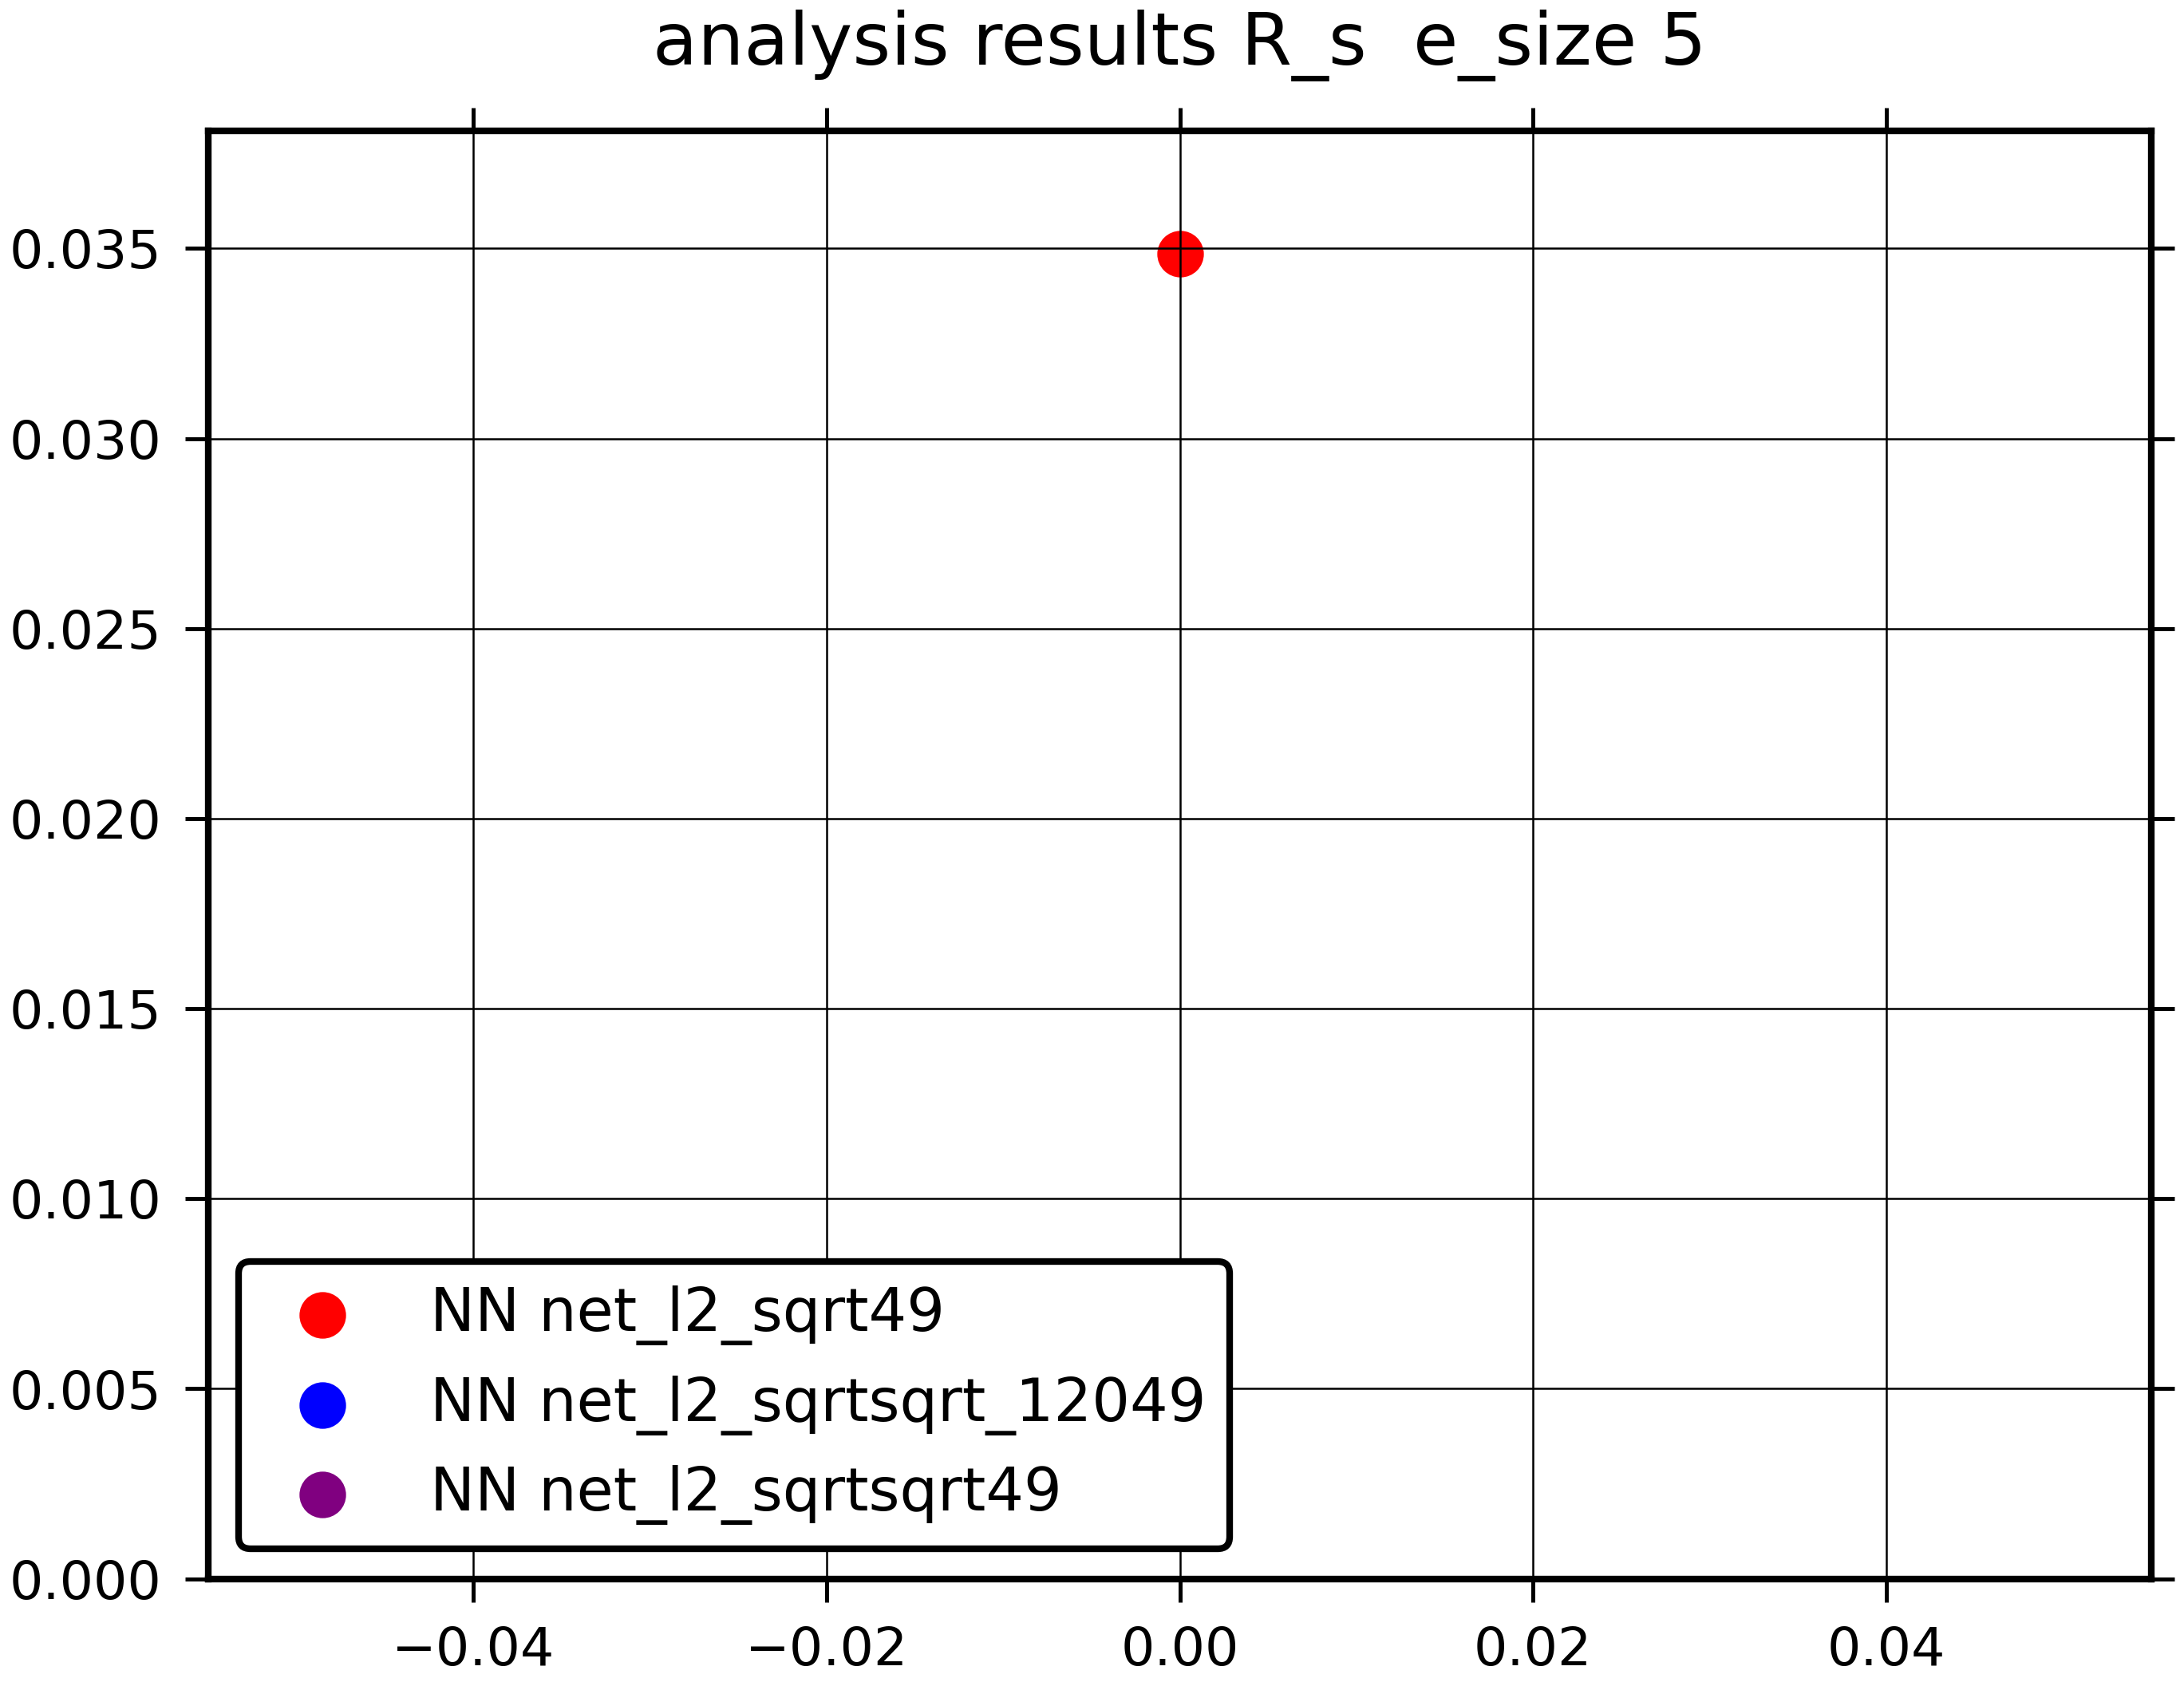 analysis results R_s  e_size 5
0.035
0.030
0.025
0.020
0.015
0.010
0.005
0.000
NN net_l2_sqrt49
NN net_l2_sqrtsqrt_12049
NN net_l2_sqrtsqrt49
−0.04 −0.02 0.00 0.02 0.04